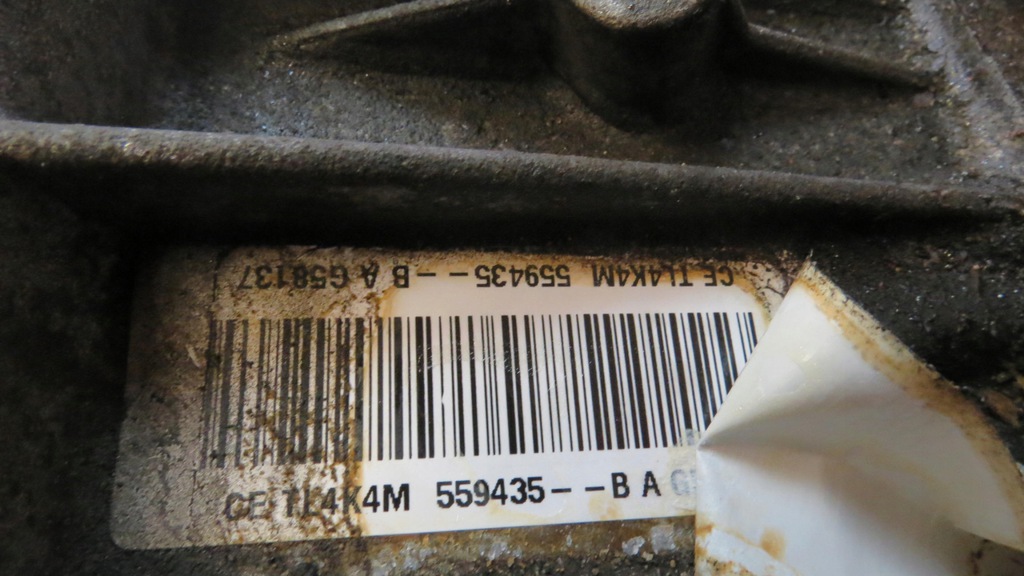 CE TL4K4M 559435-- B A G58137
CE TL4K4M 559435-- B A G